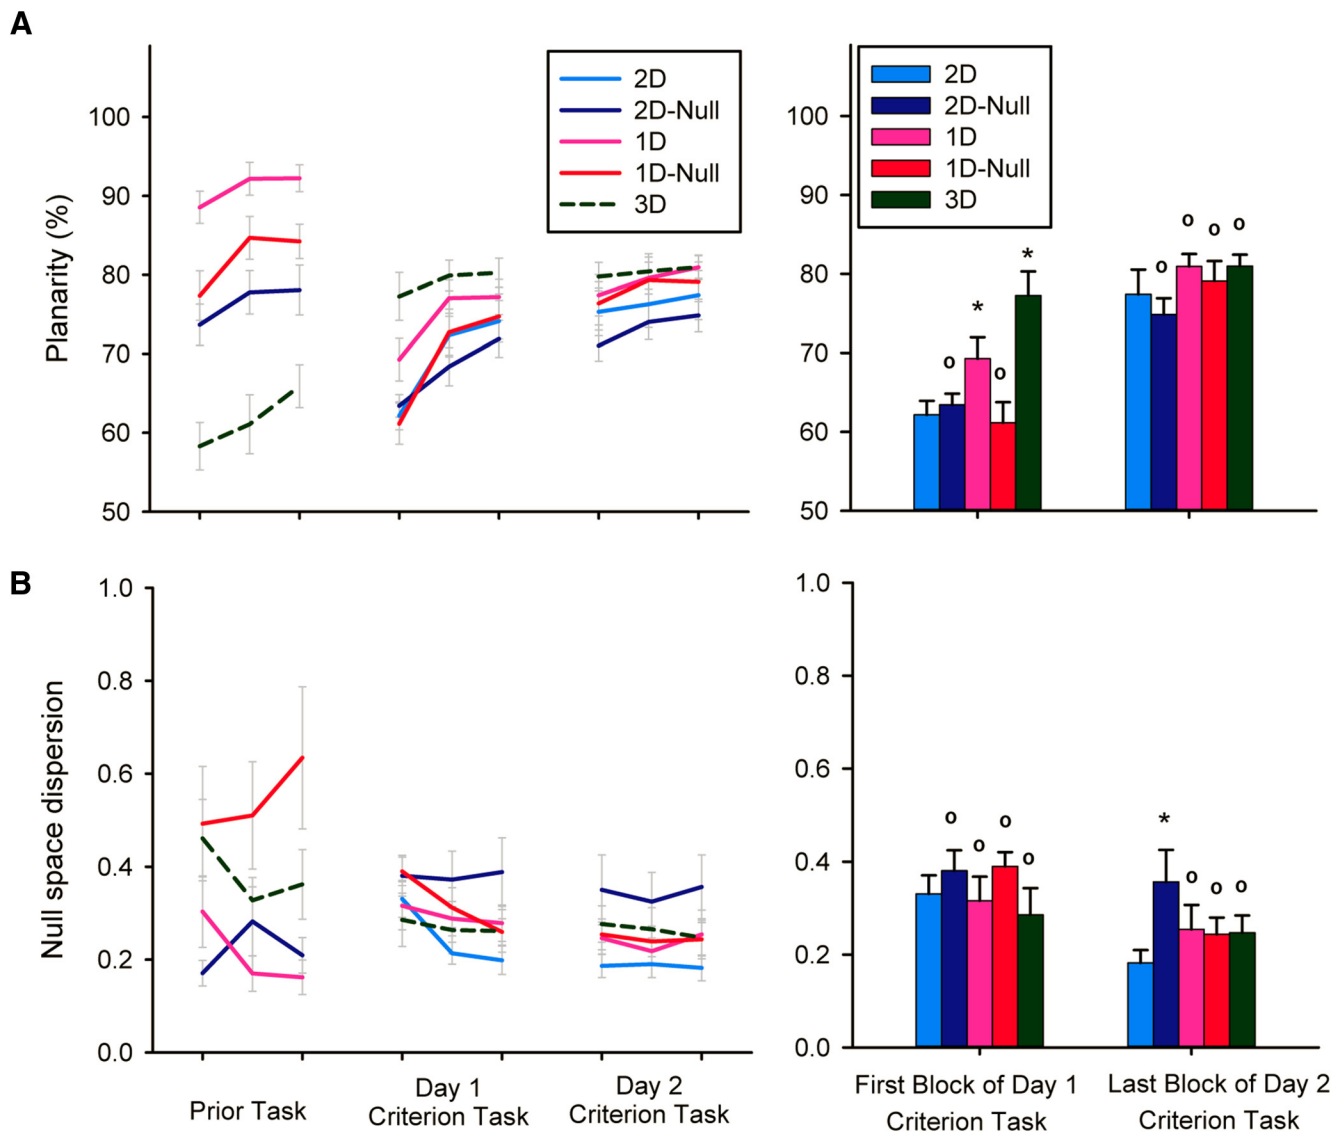 A
Planarity (%)
100
90
80
70
60
50
2D
2D-Null
1D
1D-Null
3D
100
90
80
70
60
50
2D
2D-Null
1D
1D-Null
3D
o
*
o
*
o
o
o
o
B
Null space dispersion
1.0
0.8
0.6
0.4
0.2
0.0
Prior Task
Day 1
Criterion Task
Day 2
Criterion Task
1.0
0.8
0.6
0.4
0.2
0.0
o
o
o
o
*
o
o
o
First Block of Day 1
Criterion Task
Last Block of Day 2
Criterion Task